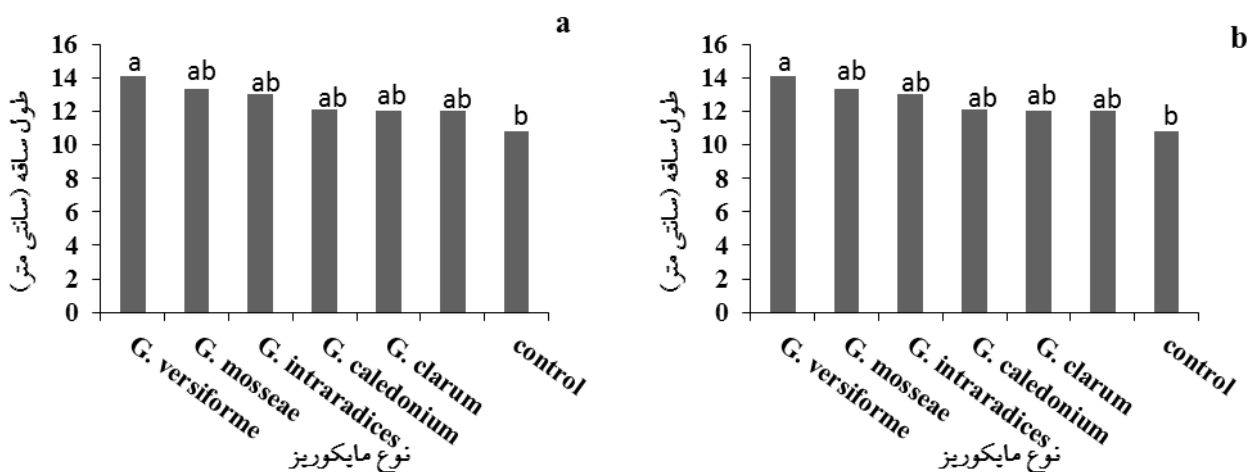 a
طول ساقه (سانتی متر)
16
14
12
10
8
6
4
2
0
a
ab
ab
ab
ab
ab
b
G. versiforme
G. mosseae
G. intraradices
G. caledonium
G. clarum
control
نوع مایکوریز
b
طول ساقه (سانتی متر)
16
14
12
10
8
6
4
2
0
a
ab
ab
ab
ab
ab
b
G. versiforme
G. mosseae
G. intraradices
G. caledonium
G. clarum
control
نوع مایکوریز